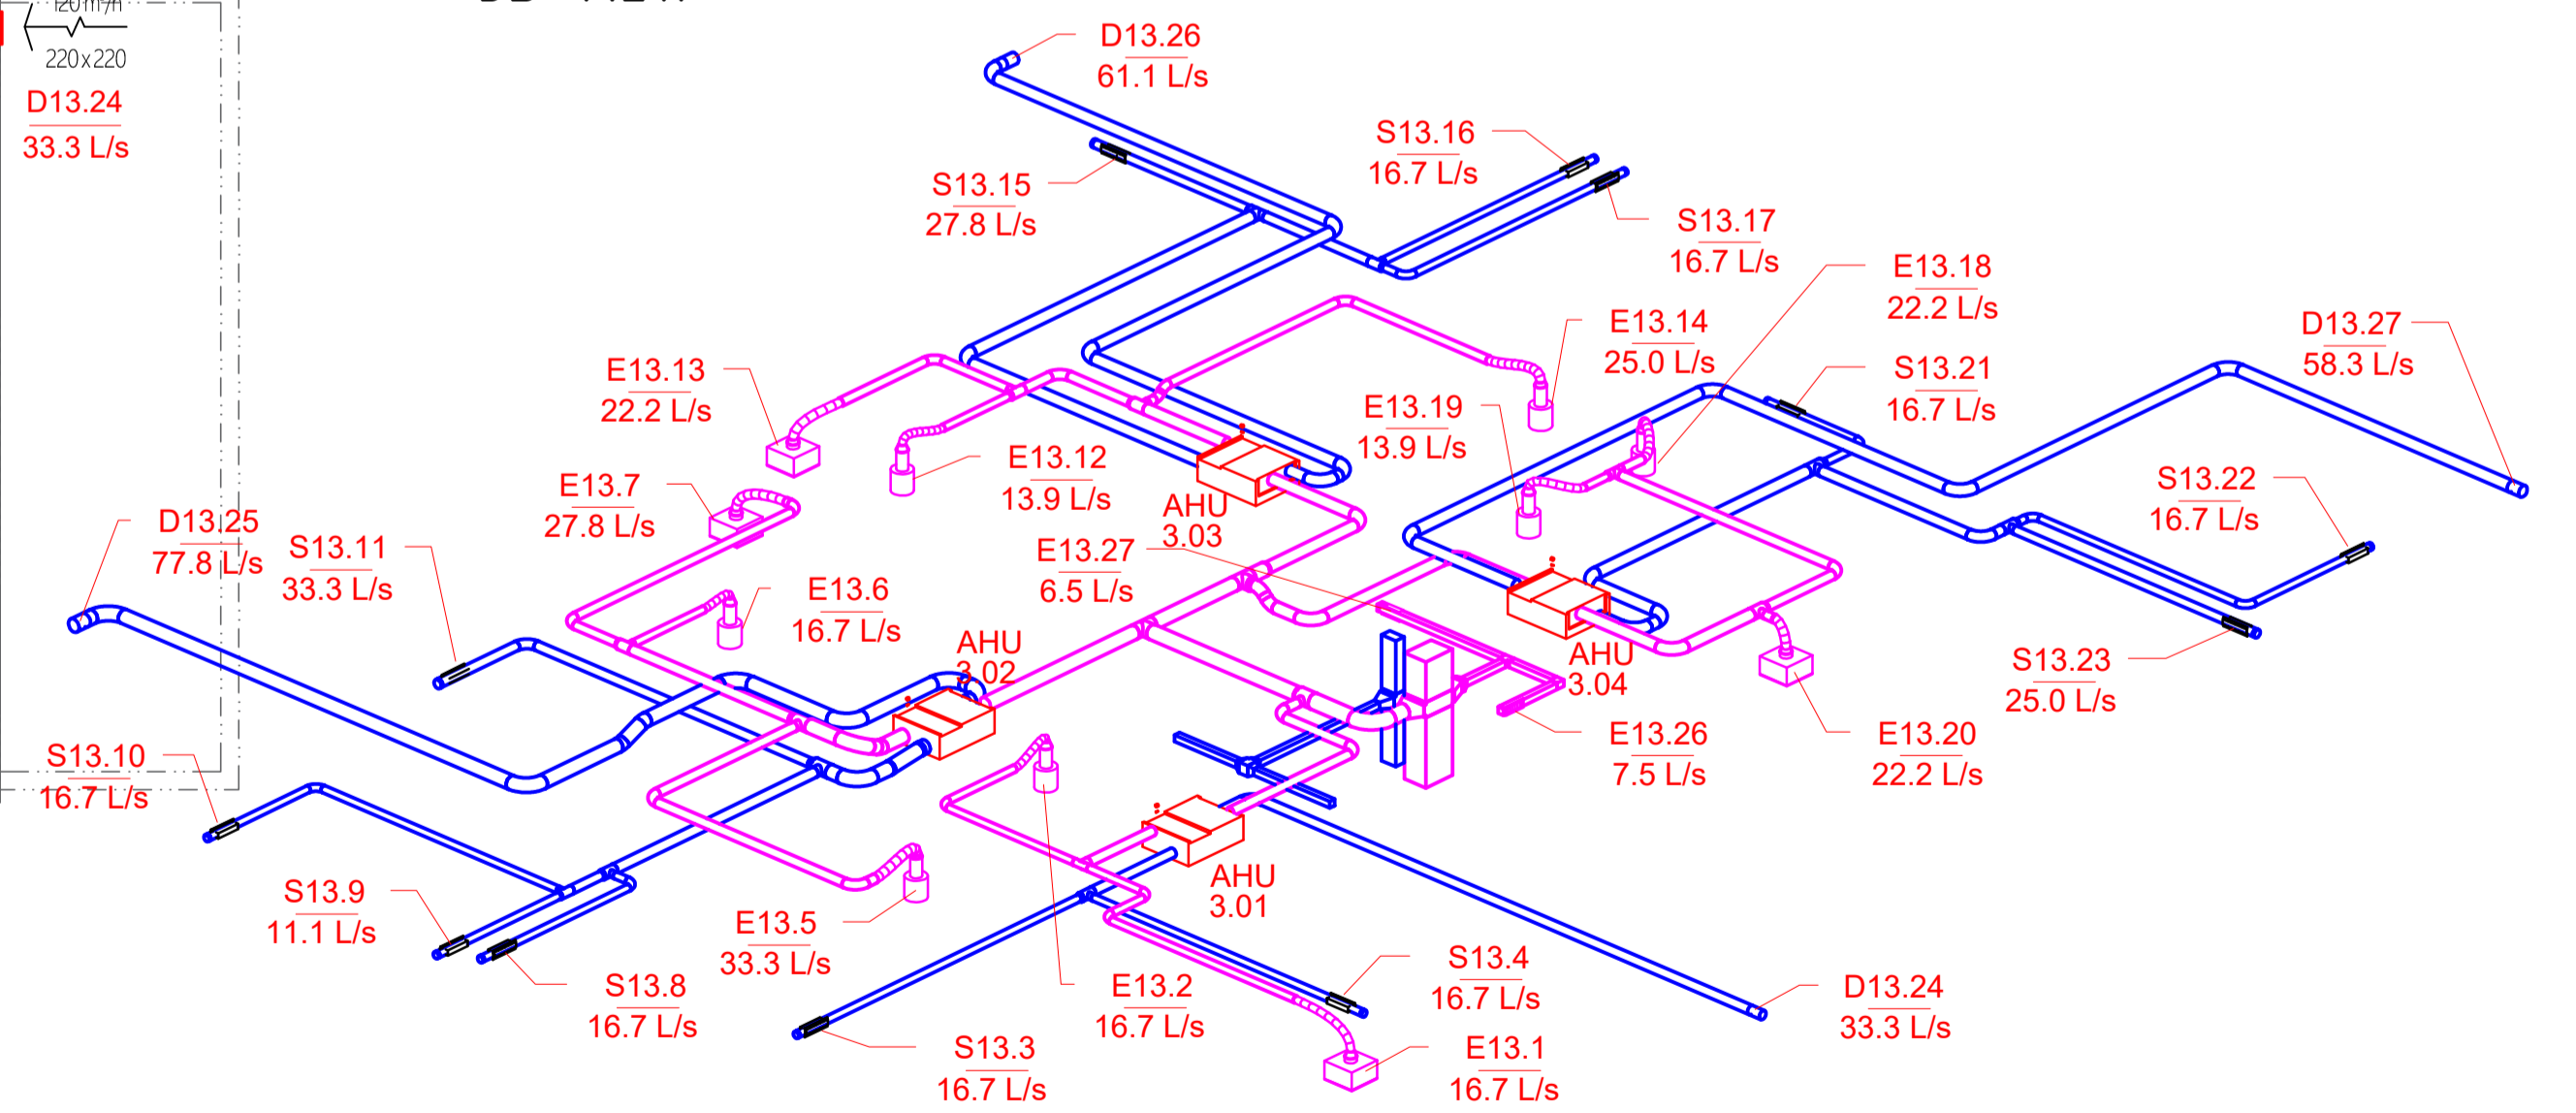 120 m³/h
220x220
D13.24
33.3 L/s
D13.26
61.1 L/s
S13.16
16.7 L/s
S13.15
27.8 L/s
S13.17
16.7 L/s
E13.18
22.2 L/s
E13.14
25.0 L/s
D13.27
58.3 L/s
E13.13
22.2 L/s
S13.21
16.7 L/s
E13.19
13.9 L/s
E13.12
13.9 L/s
E13.7
27.8 L/s
S13.22
16.7 L/s
AHU
3.03
D13.25
77.8 L/s
S13.11
33.3 L/s
E13.27
6.5 L/s
E13.6
16.7 L/s
AHU
3.02
AHU
3.04
S13.23
25.0 L/s
S13.10
16.7 L/s
E13.26
7.5 L/s
E13.20
22.2 L/s
S13.9
11.1 L/s
AHU
3.01
E13.5
33.3 L/s
S13.8
16.7 L/s
E13.2
16.7 L/s
S13.4
16.7 L/s
D13.24
33.3 L/s
S13.3
16.7 L/s
E13.1
16.7 L/s